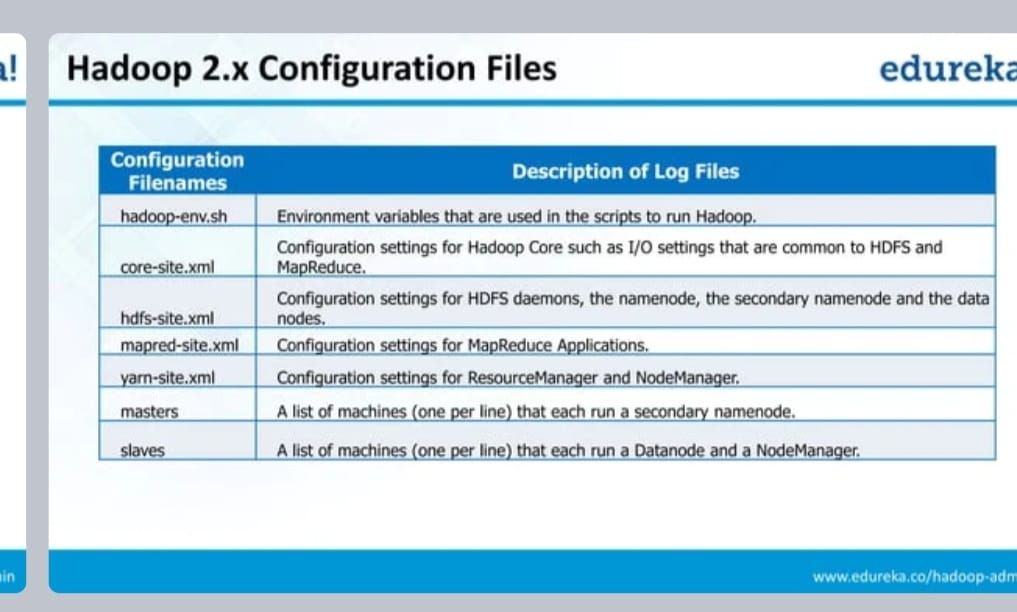 a!
Hadoop 2.x Configuration Files
edureka
Configuration
Filenames
Description of Log Files
hadoop-env.sh
Environment variables that are used in the scripts to run Hadoop.
core-site.xml
Configuration settings for Hadoop Core such as I/O settings that are common to HDFS and
MapReduce.
hdfs-site.xml
Configuration settings for HDFS daemons, the namenode, the secondary namenode and the data
nodes.
mapred-site.xml
Configuration settings for MapReduce Applications.
yarn-site.xml
Configuration settings for ResourceManager and NodeManager.
masters
A list of machines (one per line) that each run a secondary namenode.
slaves
A list of machines (one per line) that each run a Datanode and a NodeManager.
in
www.edureka.co/hadoop-adm